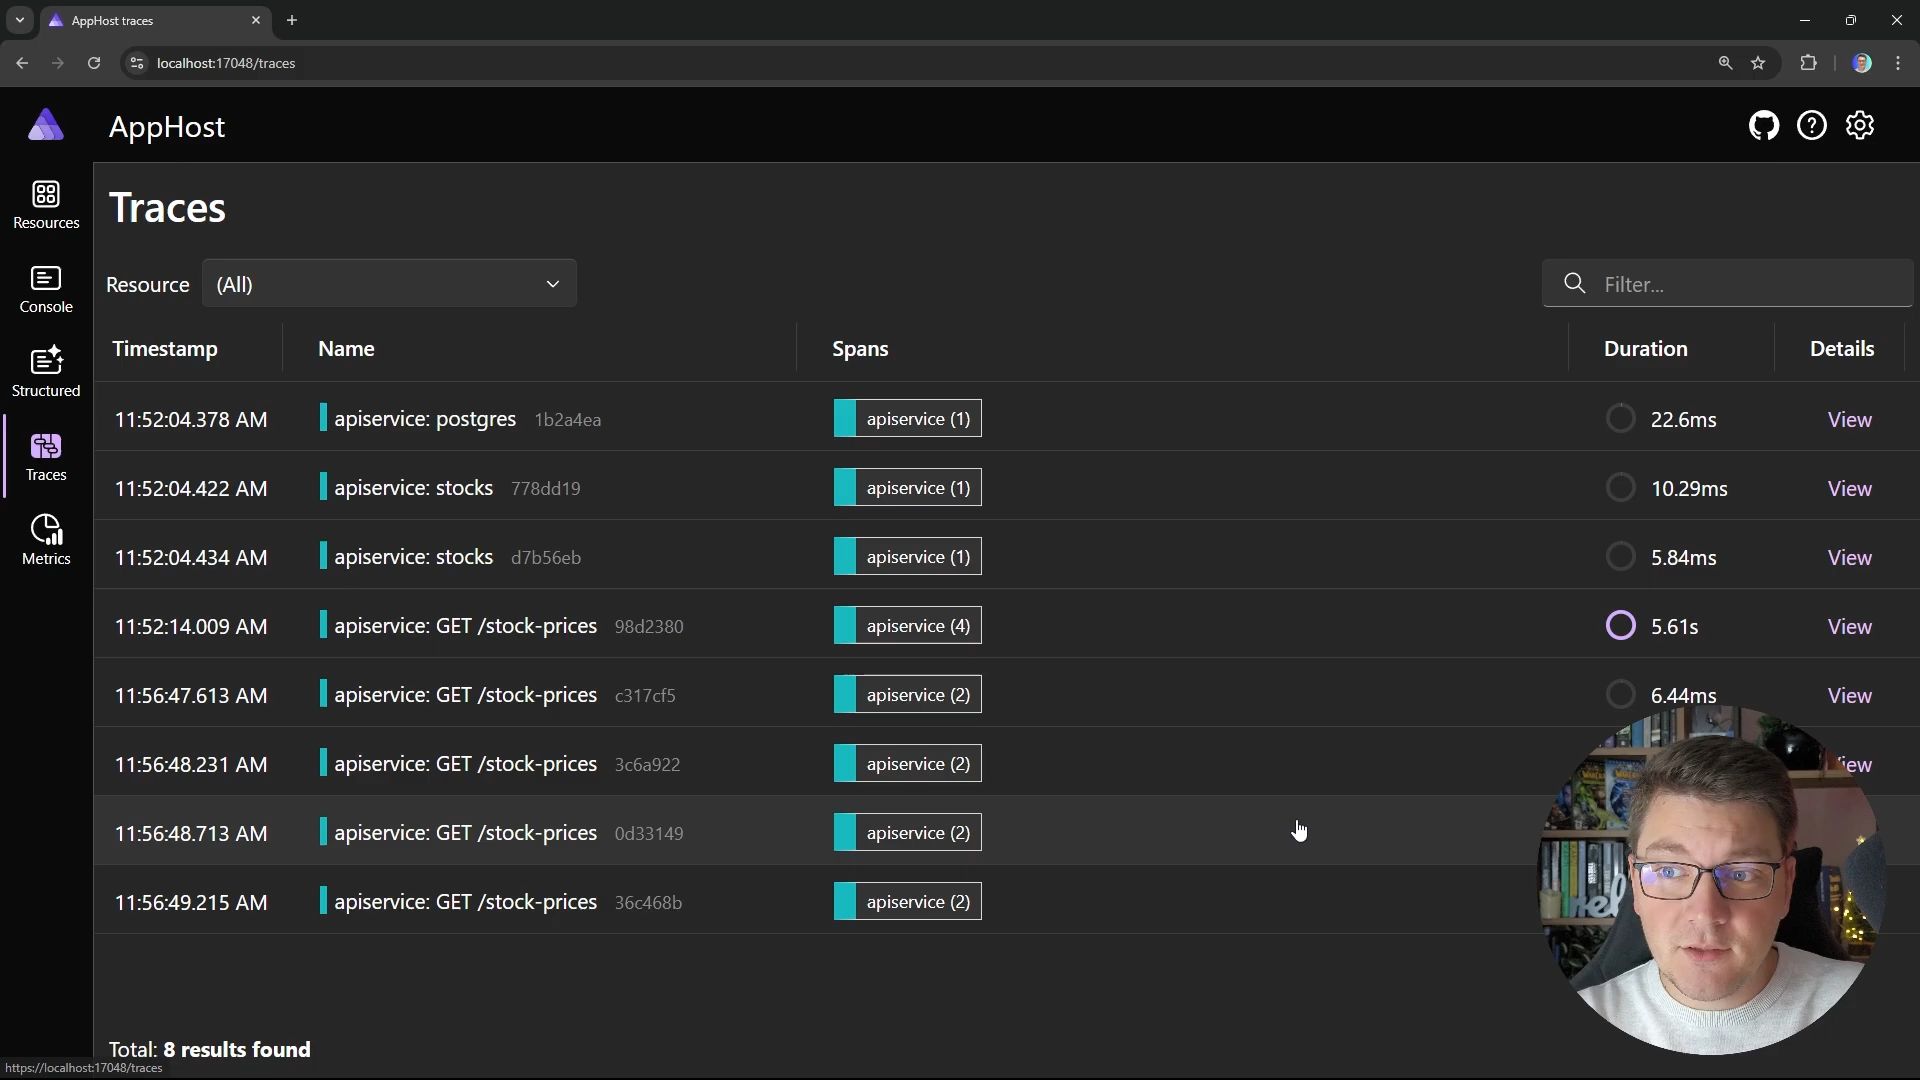 AppHost traces
localhost:17048/traces
AppHost
Resources
Console
Structured
Traces
Metrics
Traces
Resource (All) Filter...
Timestamp Name Spans Duration Details
11:52:04.378 AM apiservice: postgres 1b2a4ea apiservice (1) 22.6ms View
11:52:04.422 AM apiservice: stocks 778dd19 apiservice (1) 10.29ms View
11:52:04.434 AM apiservice: stocks d7b56eb apiservice (1) 5.84ms View
11:52:14.009 AM apiservice: GET /stock-prices 98d2380 apiservice (4) 5.61s View
11:56:47.613 AM apiservice: GET /stock-prices c317cf5 apiservice (2) 6.44ms View
11:56:48.231 AM apiservice: GET /stock-prices 3c6a922 apiservice (2) iew
11:56:48.713 AM apiservice: GET /stock-prices 0d33149 apiservice (2)
11:56:49.215 AM apiservice: GET /stock-prices 36c468b apiservice (2)
Total: 8 results found
https://localhost:17048/traces